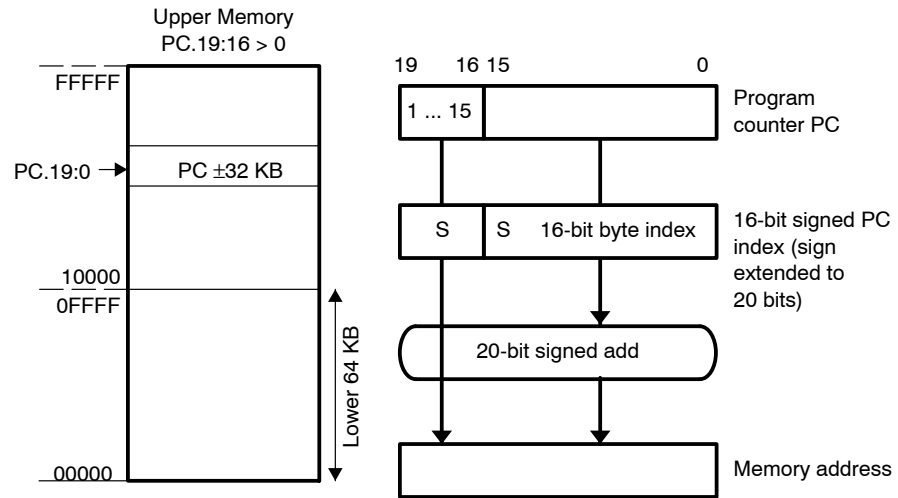 Upper Memory
PC.19:16 > 0
FFFFF
PC.19:0
PC ±32 KB
10000
0FFFF
Lower 64 KB
00000
19
16
15
0
1 ... 15
Program
counter PC
S
S
16-bit byte index
16-bit signed PC
index (sign
extended to
20 bits)
20-bit signed add
Memory address